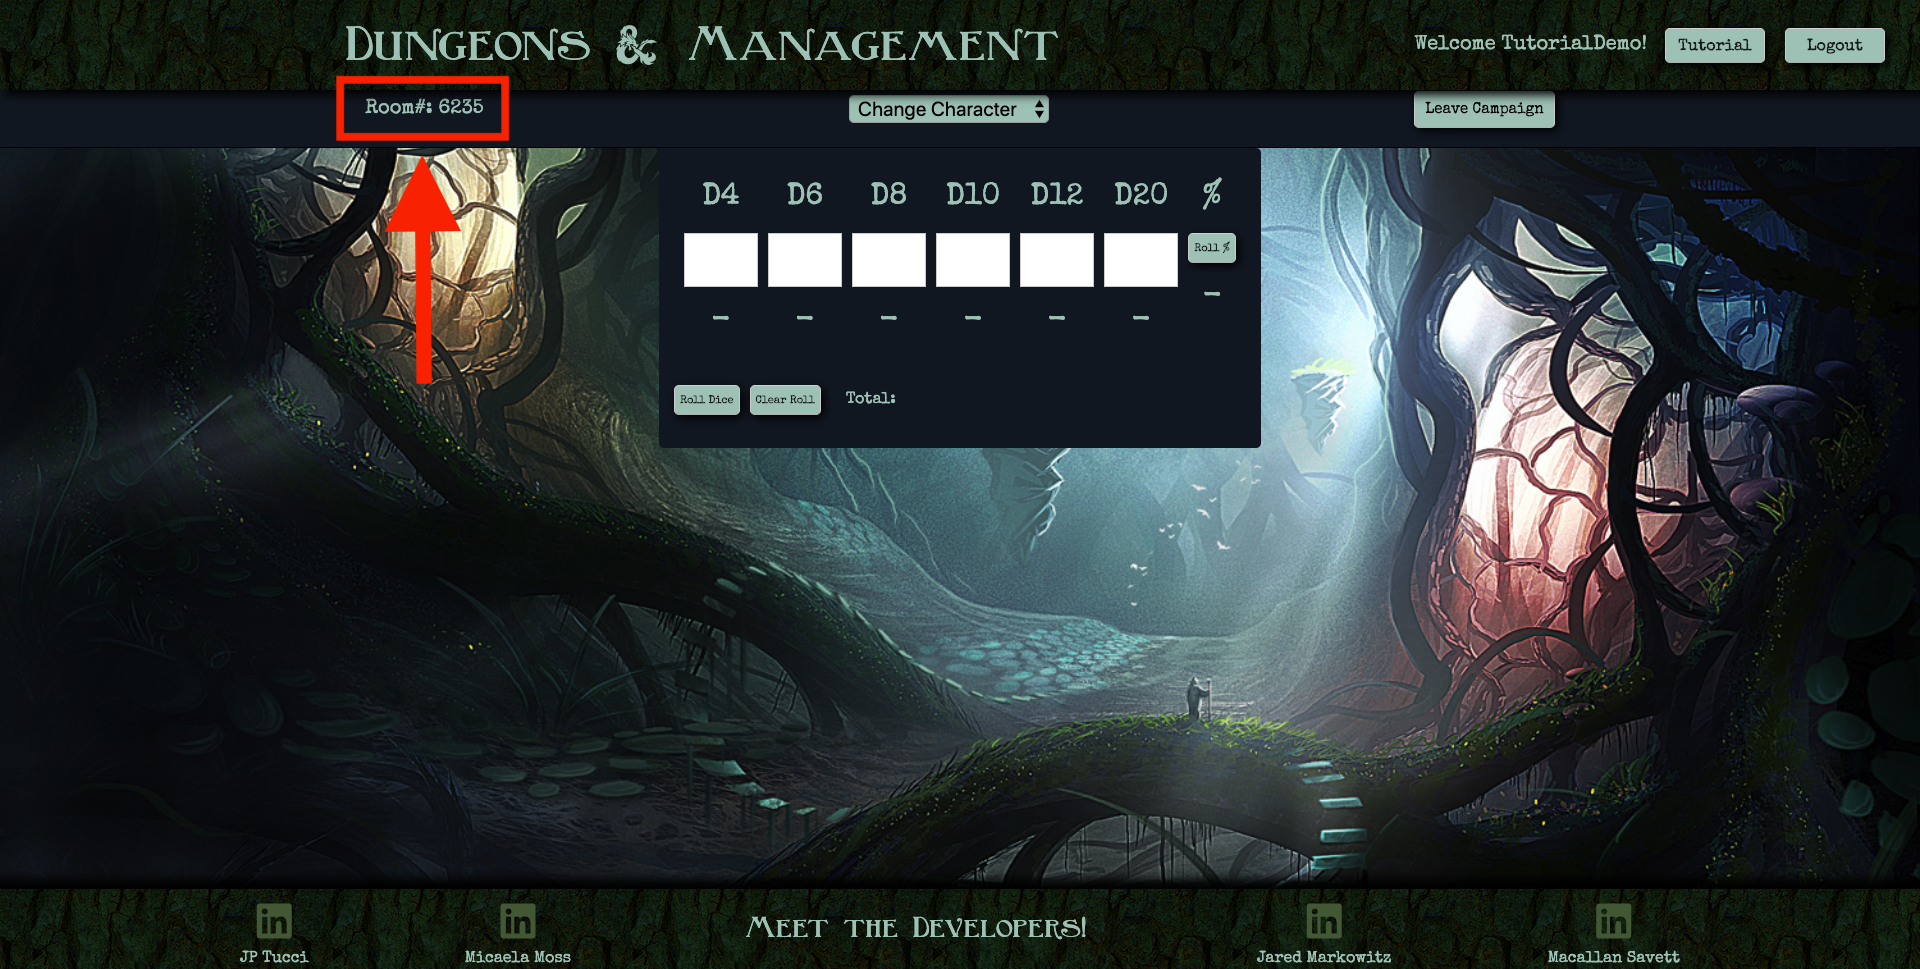 Dungeons & Management
Welcome TutorialDemo!
Tutorial
Logout
Room#: 6235
Change Character
Leave Campaign
D4 D6 D8 D10 D12 D20 %
Roll %
–
– – – – – –
Roll Dice
Clear Roll
Total:
in in Meet the Developers! in in
JP Tucci
Micaela Moss
Jared Markowitz
Macallan Savett